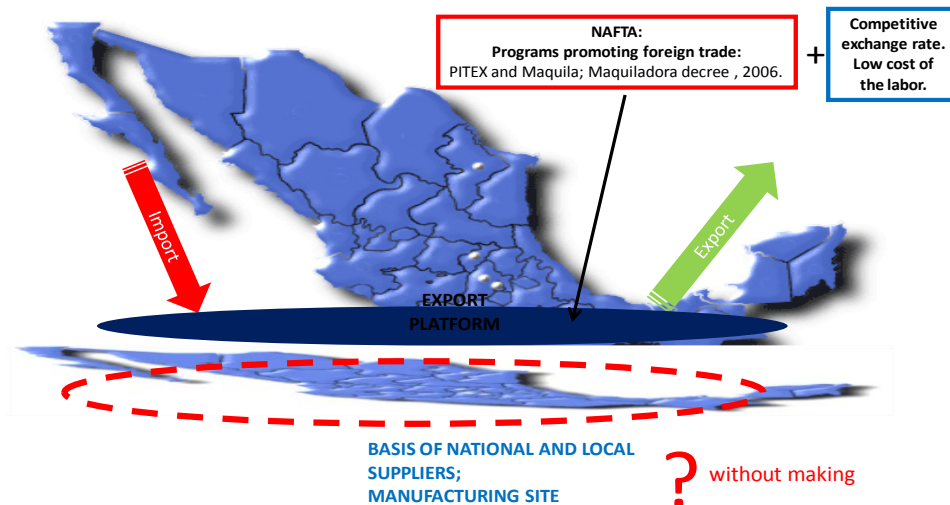 NAFTA:
Programs promoting foreign trade:
PITEX and Maquila; Maquiladora decree , 2006.
+
Competitive
exchange rate.
Low cost of
the labor.
Import
Export
EXPORT
PLATFORM
BASIS OF NATIONAL AND LOCAL
SUPPLIERS;
MANUFACTURING SITE
? without making